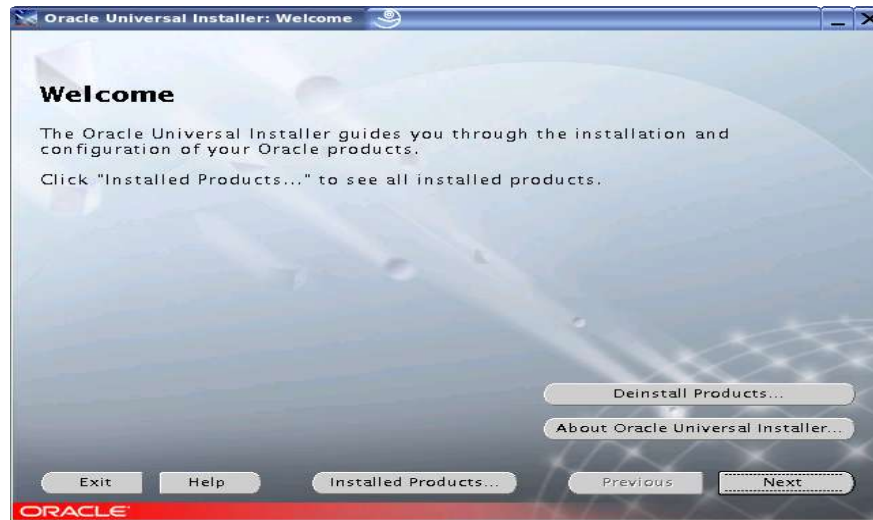 Oracle Universal Installer: Welcome
Welcome
The Oracle Universal Installer guides you through the installation and
configuration of your Oracle products.
Click "Installed Products..." to see all installed products.
Deinstall Products...
About Oracle Universal Installer...
Exit
Help
Installed Products...
Previous
Next
ORACLE